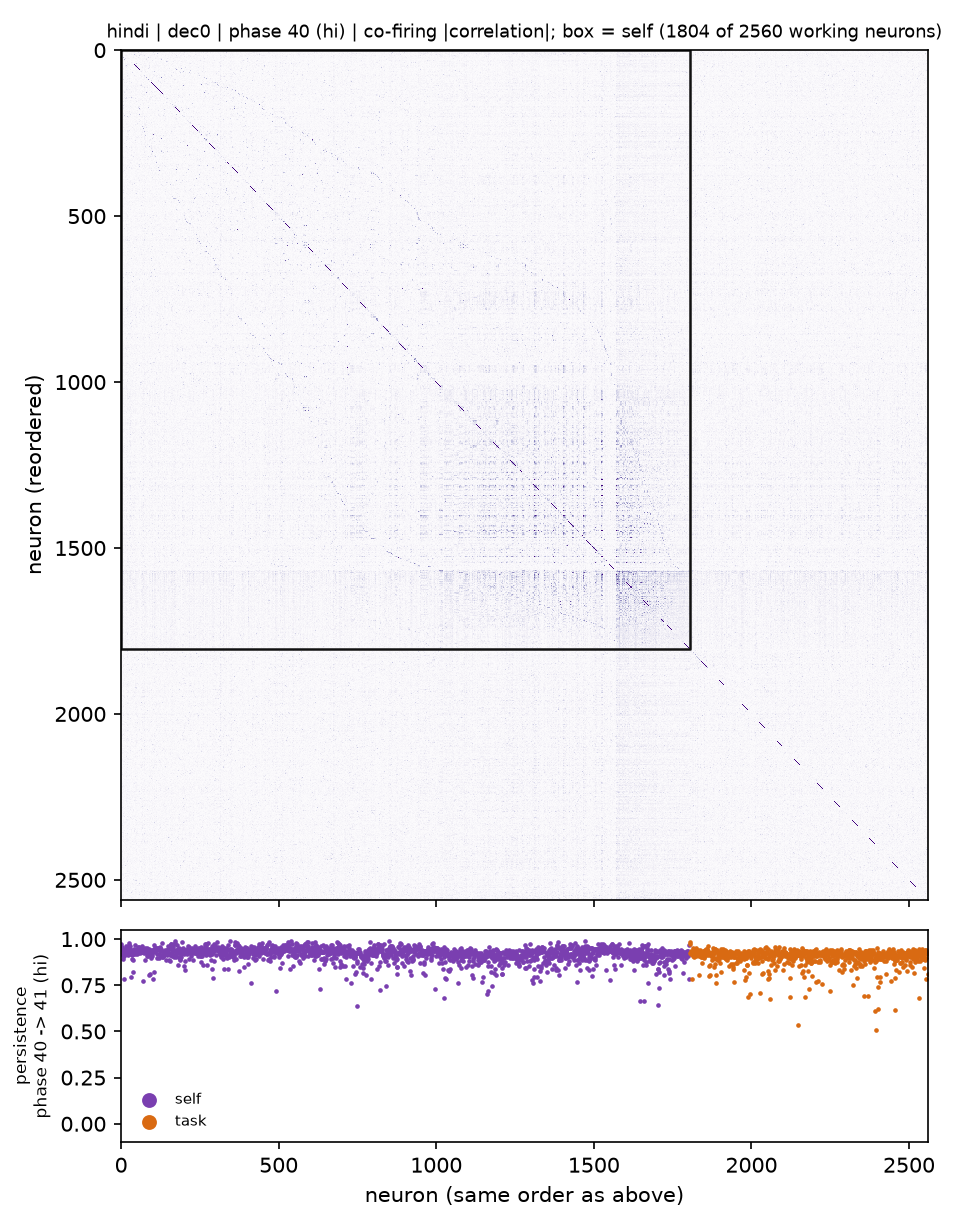 hindi | dec0 | phase 40 (hi) | co-firing |correlation|; box = self (1804 of 2560 working neurons)
0
500
1000
1500
2000
2500
neuron (reordered)
1.00
0.75
0.50
0.25
0.00
persistence
phase 40 -> 41 (hi)
self
task
0
500
1000
1500
2000
2500
neuron (same order as above)